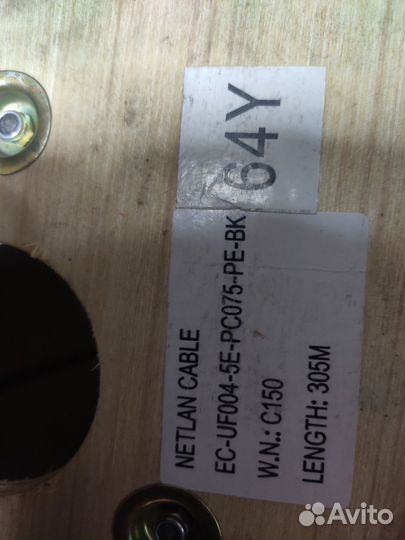 64Y
NETLAN CABLE
EC-UF004-5E-PC075-PE-BK
W.N.: C150
LENGTH: 305M
Avito